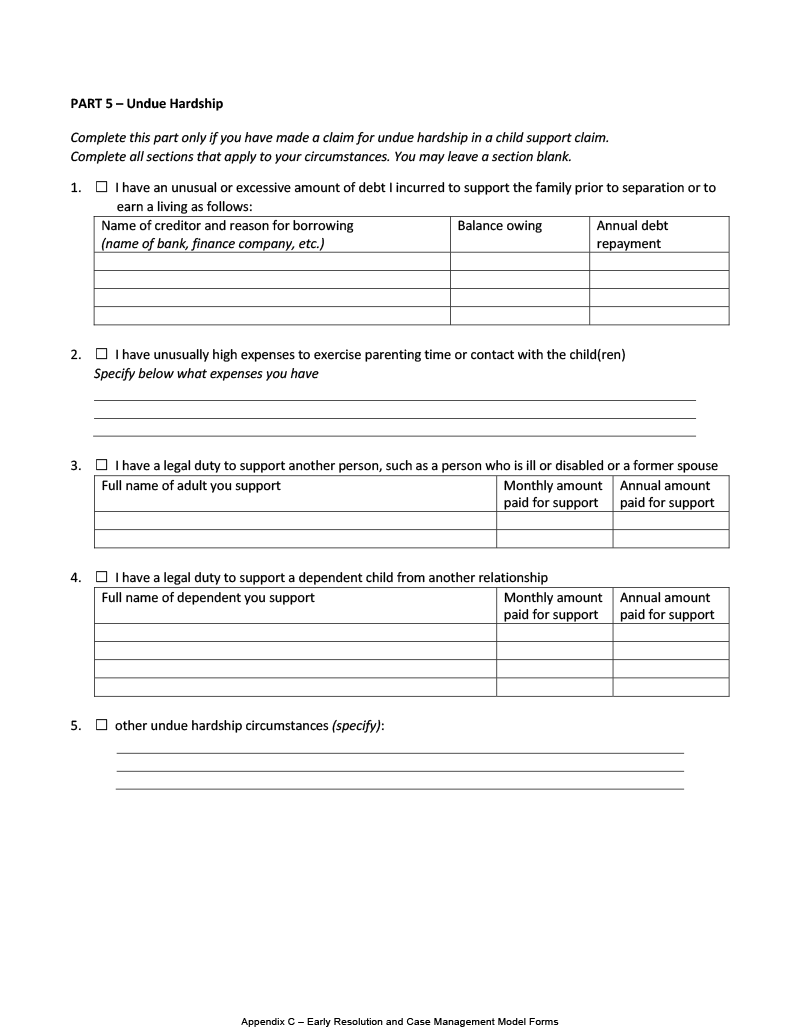 PART 5 – Undue Hardship
Complete this part only if you have made a claim for undue hardship in a child support claim.
Complete all sections that apply to your circumstances. You may leave a section blank.
1. ☐ I have an unusual or excessive amount of debt I incurred to support the family prior to separation or to
earn a living as follows:
Name of creditor and reason for borrowing Balance owing Annual debt
(name of bank, finance company, etc.) repayment
2. ☐ I have unusually high expenses to exercise parenting time or contact with the child(ren)
Specify below what expenses you have
3. ☐ I have a legal duty to support another person, such as a person who is ill or disabled or a former spouse
Full name of adult you support Monthly amount Annual amount
paid for support paid for support
4. ☐ I have a legal duty to support a dependent child from another relationship
Full name of dependent you support Monthly amount Annual amount
paid for support paid for support
5. ☐ other undue hardship circumstances (specify):
Appendix C – Early Resolution and Case Management Model Forms